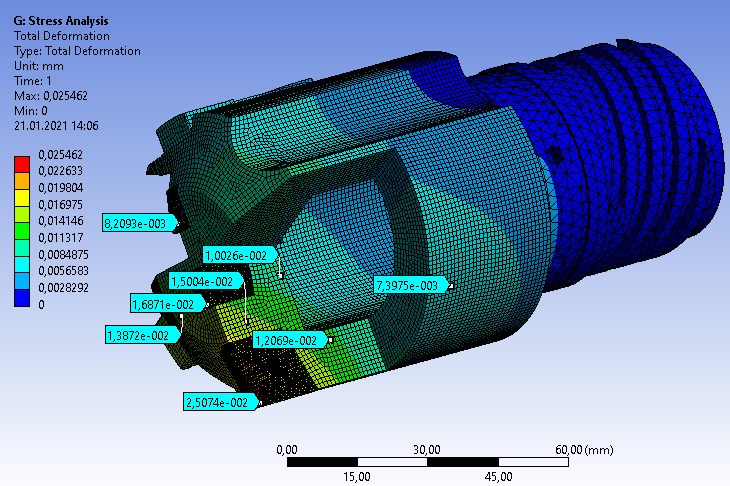 G: Stress Analysis
Total Deformation
Type: Total Deformation
Unit: mm
Time: 1
Max: 0,025462
Min: 0
21.01.2021 14:06
0,025462
0,022633
0,019804
0,016975
0,014146
0,011317
0,0084875
0,0056583
0,0028292
0
8,2093e-003
1,0026e-002
1,5004e-002
7,3975e-003
1,6871e-002
1,3872e-002
1,2069e-002
2,5074e-002
0,00 30,00 60,00 (mm)
15,00 45,00